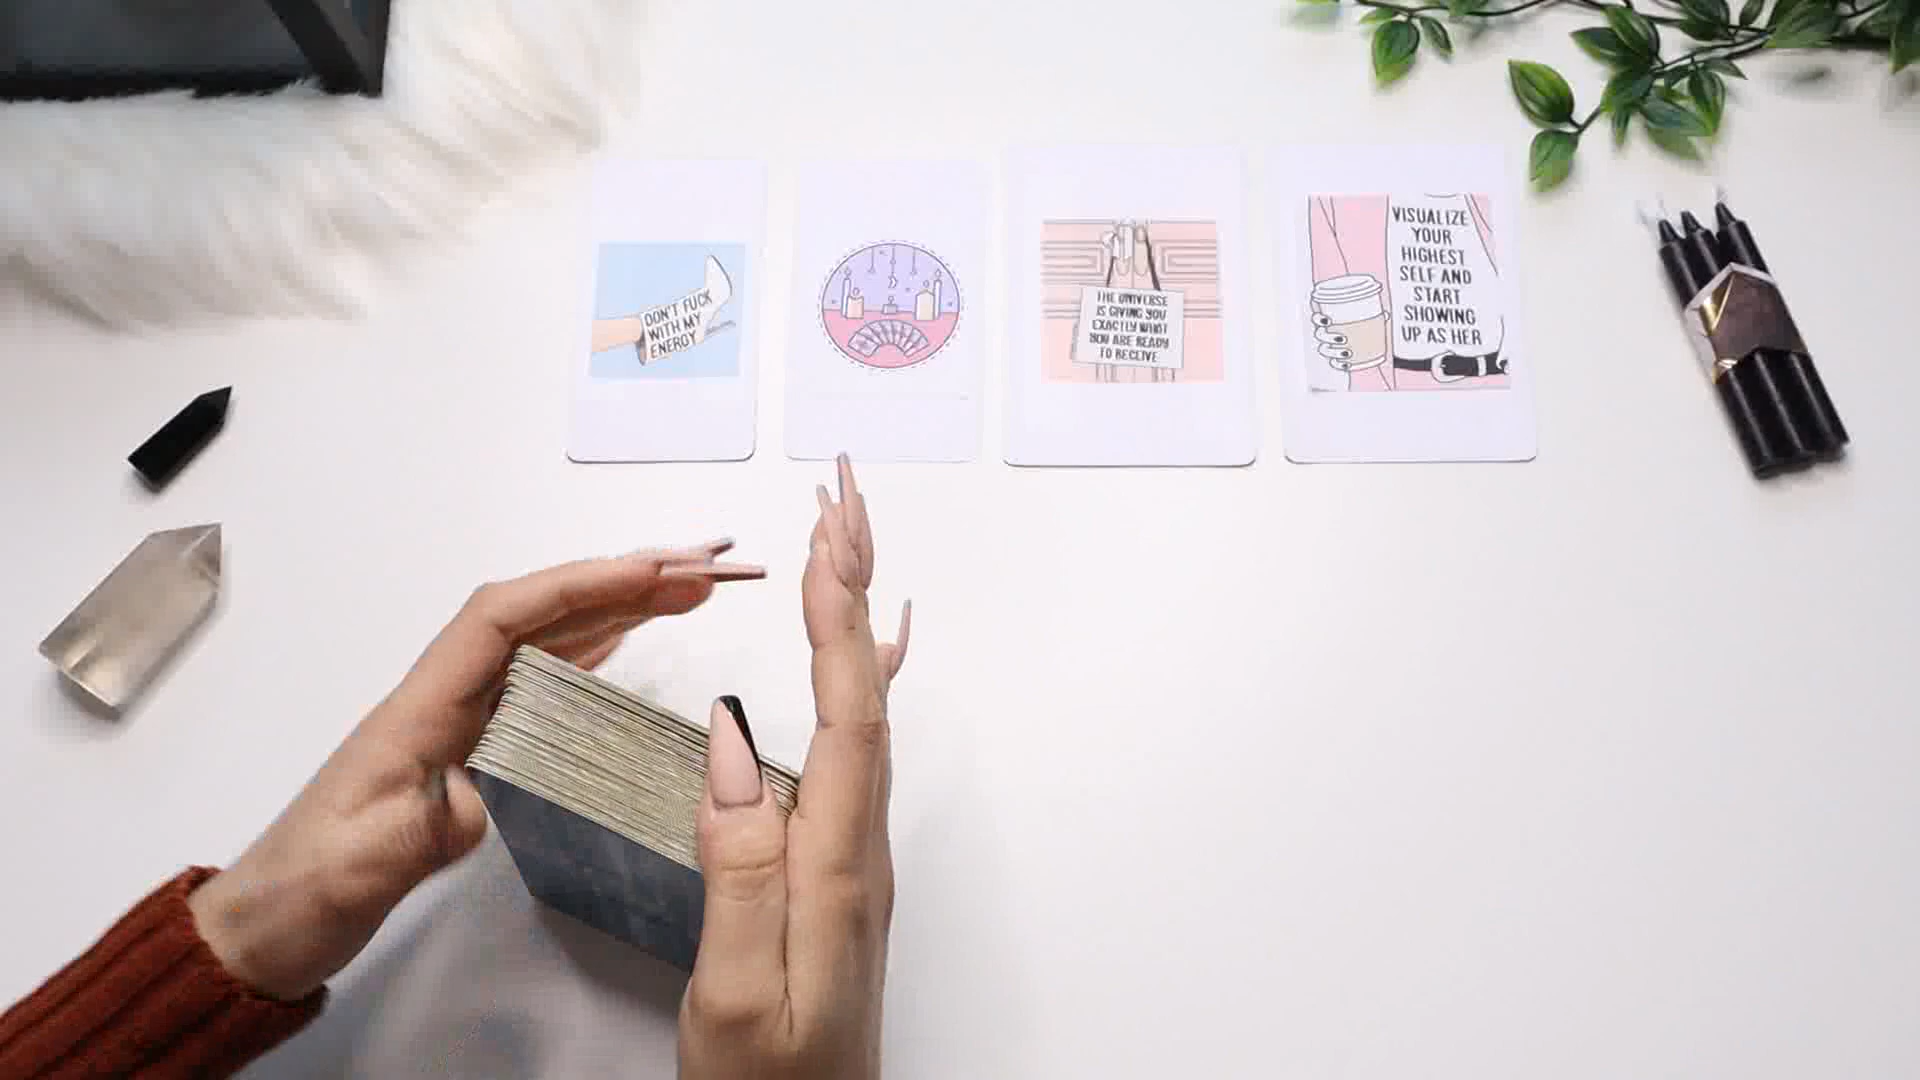 DON'T FUCK
WITH MY
ENERGY
THE UNIVERSE
IS GIVING YOU
EXACTLY WHAT
YOU ARE READY
TO RECEIVE
VISUALIZE
YOUR
HIGHEST
SELF AND
START
SHOWING
UP AS HER